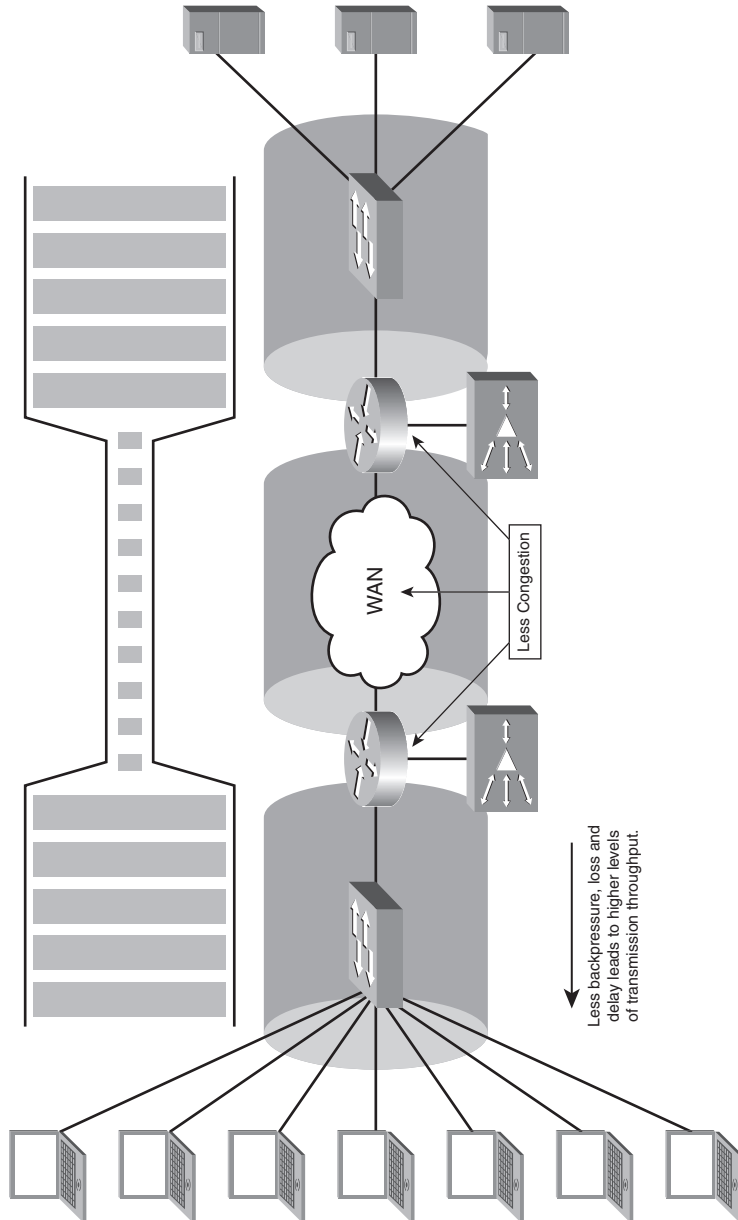 WAN
Less Congestion
Less backpressure, loss and
delay leads to higher levels
of transmission throughput.